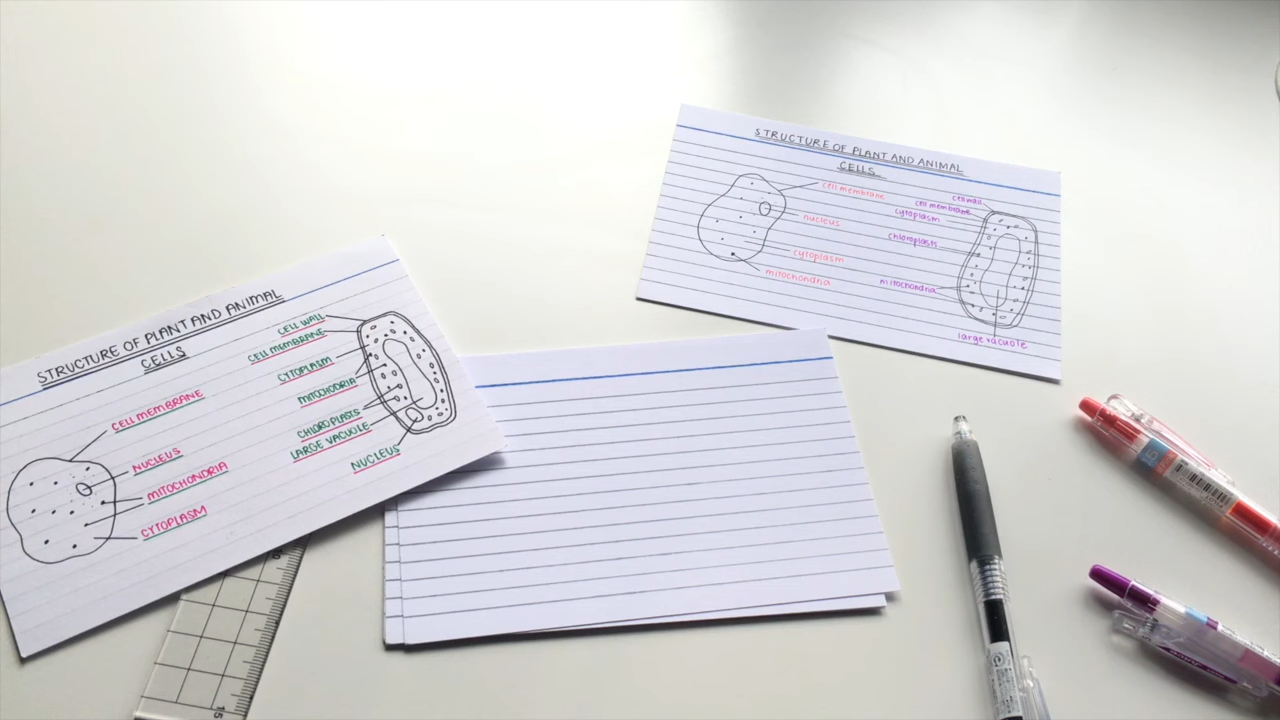 STRUCTURE OF PLANT AND ANIMAL
CELLS
CELL MEMBRANE
NUCLEUS
MITOCHONDRIA
CYTOPLASM
CELL WALL
CELL MEMBRANE
CYTOPLASM
MITOCHDRIA
CHLOROPLASTS
LARGE VACUOLE
NUCLEUS
STRUCTURE OF PLANT AND ANIMAL
CELLS
cell membrane
nucleus
cytoplasm
mitochondria
cell wall
cell membrane
cytoplasm
chloroplasts
mitochondria
large vacuole
15